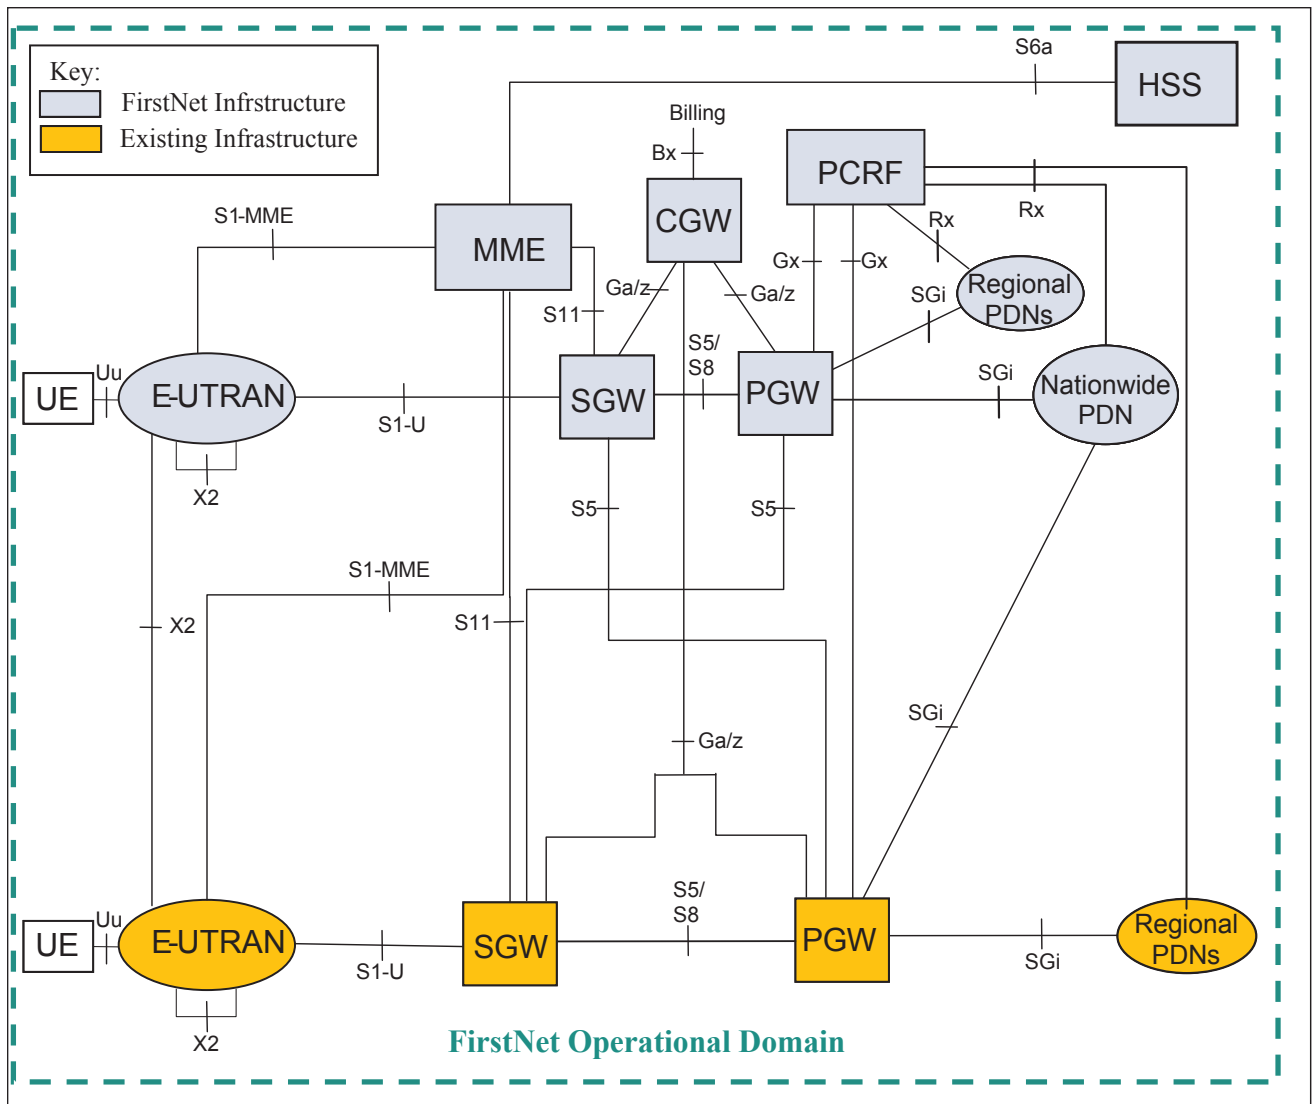 Key:
FirstNet Infrstructure
Existing Infrastructure
S6a
HSS
Billing
Bx
PCRF
CGW
S1-MME
MME
Rx
Rx
Gx
Gx
Ga/z
Ga/z
SGi
Regional
PDNs
S11
S5/
S8
UE
Uu
E-UTRAN
S1-U
SGW
PGW
SGi
Nationwide
PDN
X2
S5
S5
S1-MME
X2
S11
SGi
Ga/z
UE
Uu
E-UTRAN
S1-U
SGW
S5/
S8
PGW
SGi
Regional
PDNs
X2
FirstNet Operational Domain